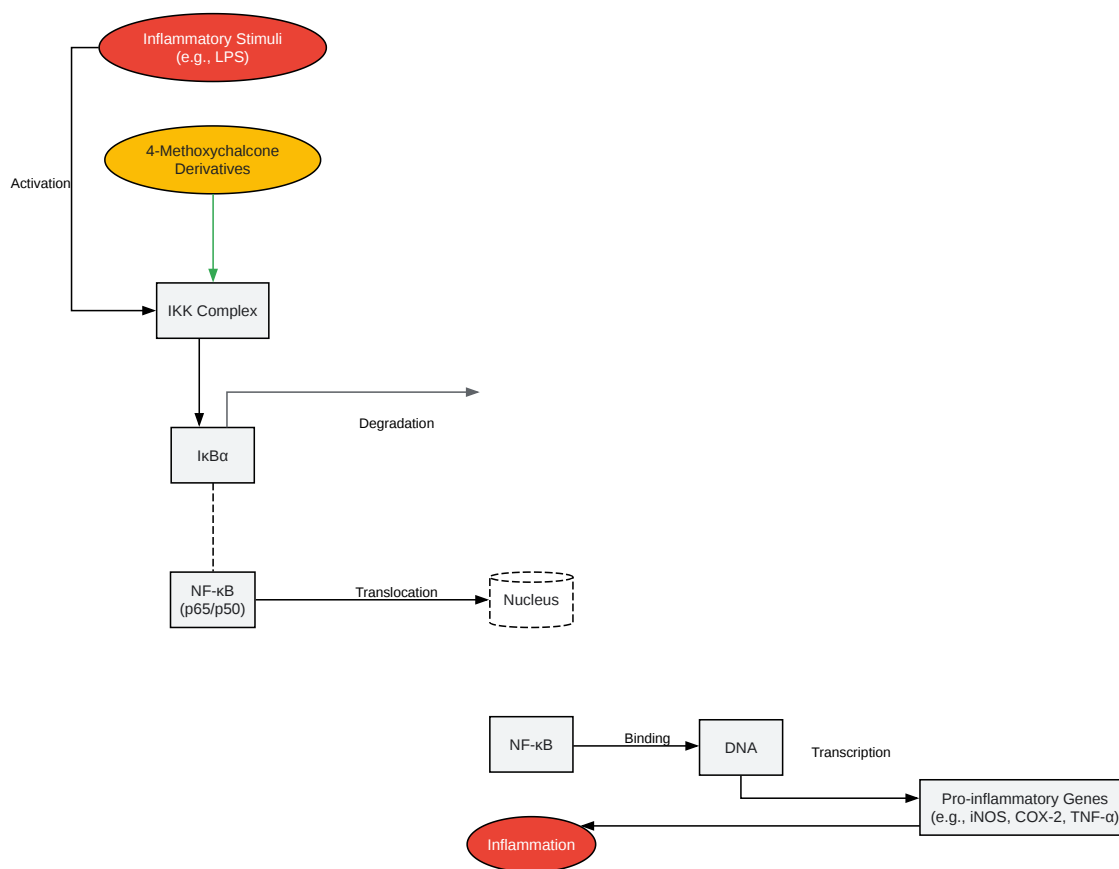 Inflammatory Stimuli
(e.g., LPS)
4-Methoxychalcone
Derivatives
Activation
IKK Complex
Degradation
IκBα
NF-κB
(p65/p50)
Translocation
Nucleus
NF-κB
Binding
DNA
Transcription
Pro-inflammatory Genes
(e.g., iNOS, COX-2, TNF-α)
Inflammation